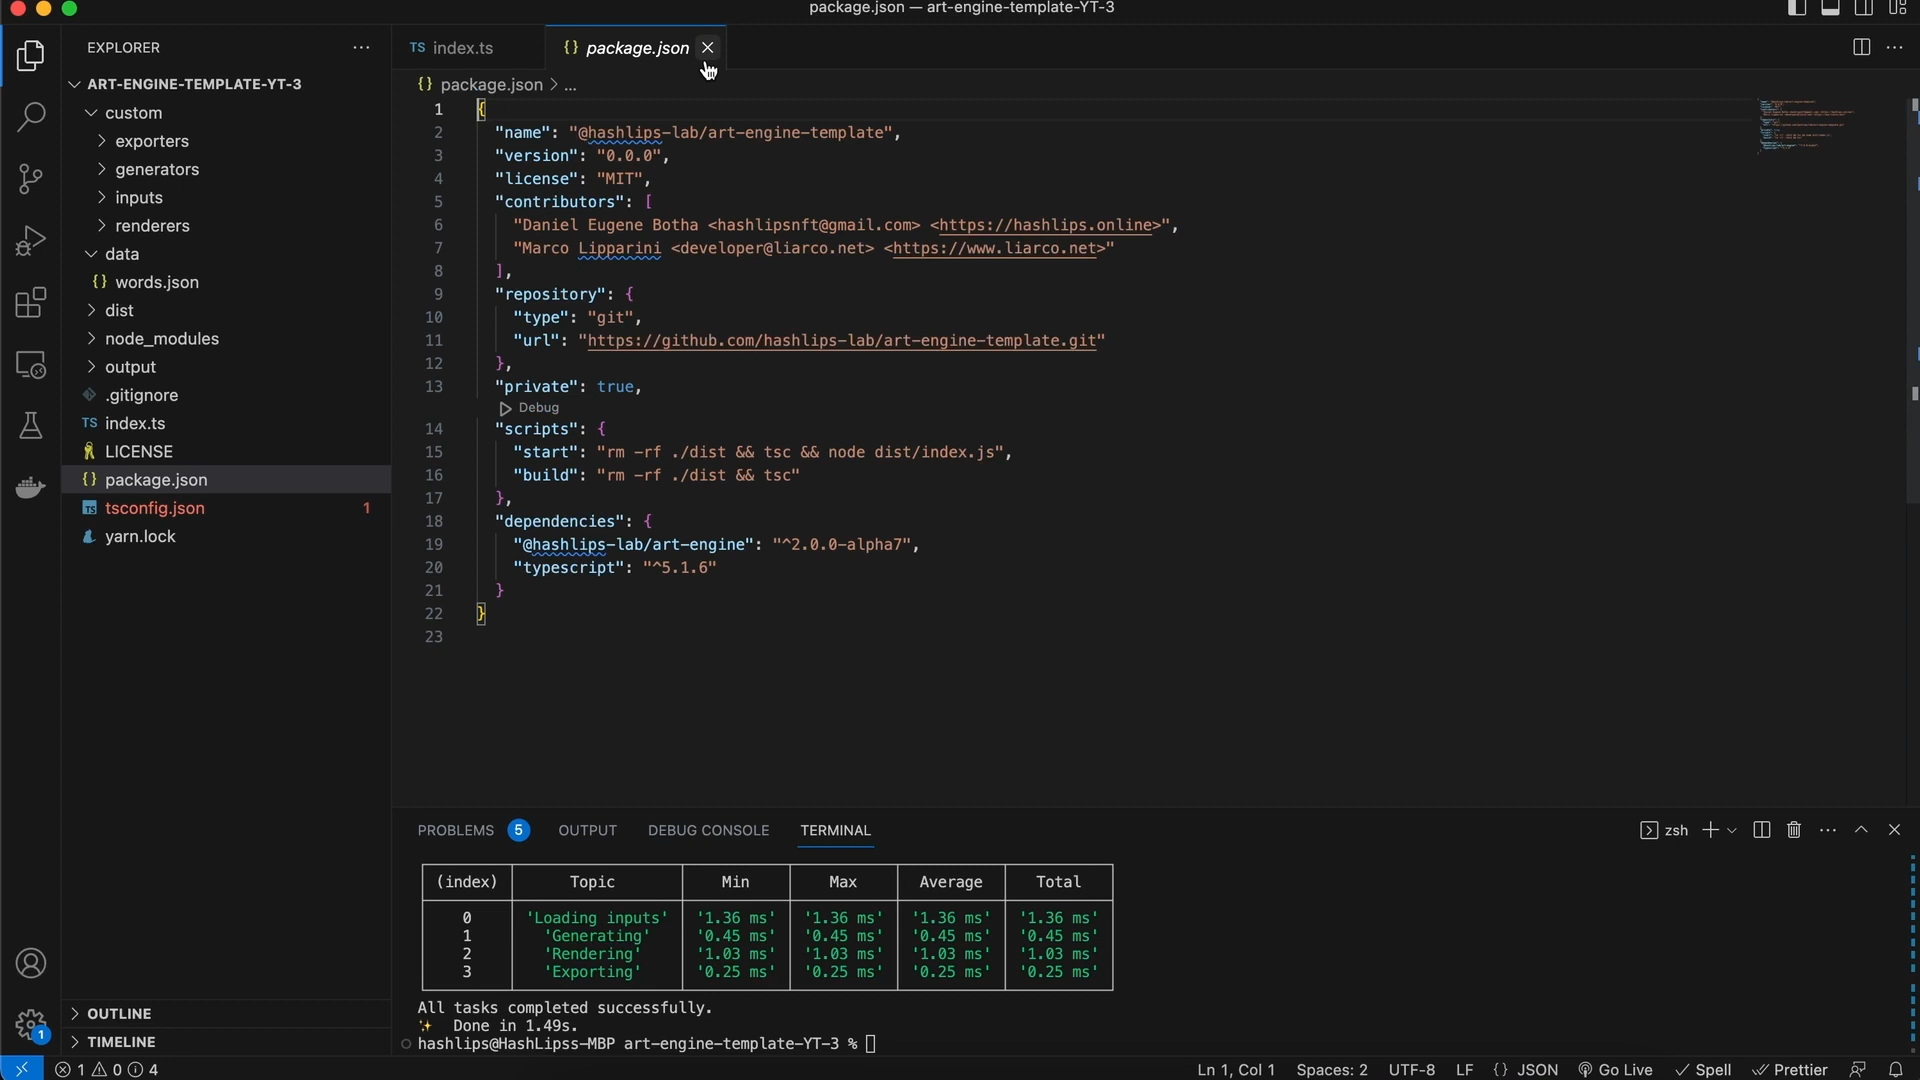 package.json — art-engine-template-YT-3
EXPLORER
TS index.ts
{} package.json
ART-ENGINE-TEMPLATE-YT-3
custom
exporters
generators
inputs
renderers
data
{} words.json
dist
node_modules
output
.gitignore
TS index.ts
LICENSE
{} package.json
TS tsconfig.json 1
yarn.lock
OUTLINE
TIMELINE
{} package.json > ...
1 {
2 "name": "@hashlips-lab/art-engine-template",
3 "version": "0.0.0",
4 "license": "MIT",
5 "contributors": [
6 "Daniel Eugene Botha <hashlipsnft@gmail.com> <https://hashlips.online>",
7 "Marco Lipparini <developer@liarco.net> <https://www.liarco.net>"
8 ],
9 "repository": {
10 "type": "git",
11 "url": "https://github.com/hashlips-lab/art-engine-template.git"
12 },
13 "private": true,
Debug
14 "scripts": {
15 "start": "rm -rf ./dist && tsc && node dist/index.js",
16 "build": "rm -rf ./dist && tsc"
17 },
18 "dependencies": {
19 "@hashlips-lab/art-engine": "^2.0.0-alpha7",
20 "typescript": "^5.1.6"
21 }
22 }
23
PROBLEMS 5 OUTPUT DEBUG CONSOLE TERMINAL
zsh
(index) Topic Min Max Average Total
0 'Loading inputs' '1.36 ms' '1.36 ms' '1.36 ms' '1.36 ms'
1 'Generating' '0.45 ms' '0.45 ms' '0.45 ms' '0.45 ms'
2 'Rendering' '1.03 ms' '1.03 ms' '1.03 ms' '1.03 ms'
3 'Exporting' '0.25 ms' '0.25 ms' '0.25 ms' '0.25 ms'
All tasks completed successfully.
✨ Done in 1.49s.
hashlips@HashLipss-MBP art-engine-template-YT-3 %
1
1 0 4
Ln 1, Col 1 Spaces: 2 UTF-8 LF {} JSON Go Live Spell Prettier